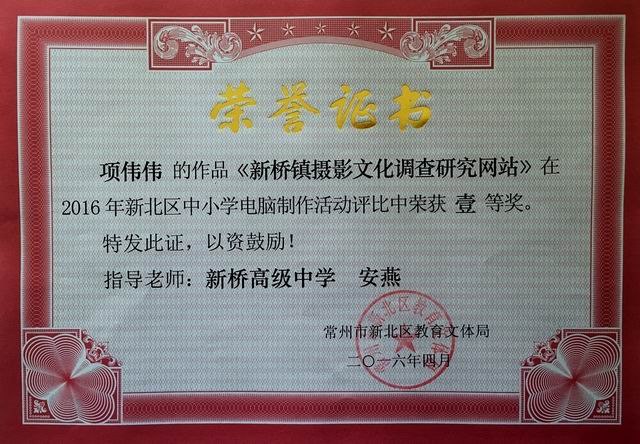 荣誉证书
项伟伟 的作品《新桥镇摄影文化调查研究网站》在
2016年新北区中小学电脑制作活动评比中荣获 壹 等奖。
特发此证，以资鼓励！
指导老师：新桥高级中学 安燕
常州市新北区教育文体局
二〇一六年四月